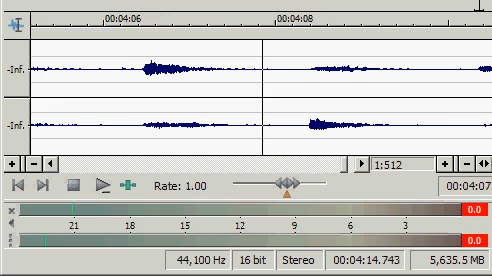 00:04:06 00:04:08
-Inf.
-Inf.
1:512
Rate: 1.00 00:04:07
0.0
21 18 15 12 9 6 3
0.0
44,100 Hz 16 bit Stereo 00:04:14.743 5,635.5 MB